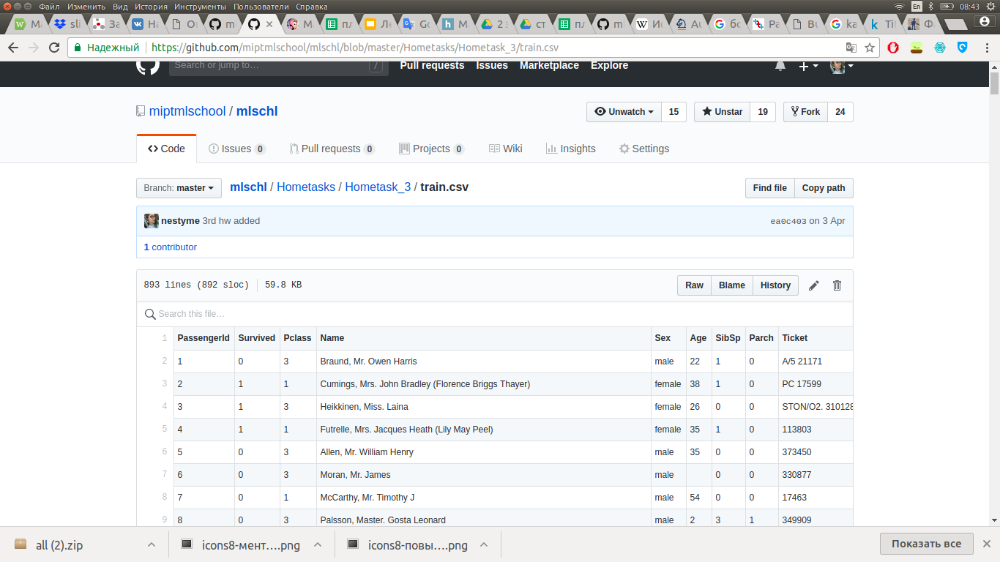 Файл Изменить Вид История Инструменты Пользователи Справка En 08:43
M sli За Ha Ou m M пл Ле Go M 2 з ст пл m Ис Au бо Ра Bu ka Til Ф
Надежный https://github.com/miptmlschool/mlschl/blob/master/Hometasks/Hometask_3/train.csv
Search or jump to… / Pull requests Issues Marketplace Explore
miptmlschool / mlschl Unwatch 15 Unstar 19 Fork 24
Code Issues 0 Pull requests 0 Projects 0 Wiki Insights Settings
Branch: master mlschl / Hometasks / Hometask_3 / train.csv Find file Copy path
nestyme 3rd hw added ea0c403 on 3 Apr
1 contributor
893 lines (892 sloc) 59.8 KB Raw Blame History
Search this file…
1 PassengerId Survived Pclass Name Sex Age SibSp Parch Ticket
2 1 0 3 Braund, Mr. Owen Harris male 22 1 0 A/5 21171
3 2 1 1 Cumings, Mrs. John Bradley (Florence Briggs Thayer) female 38 1 0 PC 17599
4 3 1 3 Heikkinen, Miss. Laina female 26 0 0 STON/O2. 310128
5 4 1 1 Futrelle, Mrs. Jacques Heath (Lily May Peel) female 35 1 0 113803
6 5 0 3 Allen, Mr. William Henry male 35 0 0 373450
7 6 0 3 Moran, Mr. James male 0 0 330877
8 7 0 1 McCarthy, Mr. Timothy J male 54 0 0 17463
9 8 0 3 Palsson, Master. Gosta Leonard male 2 3 1 349909
all (2).zip icons8-мент….png icons8-повы….png Показать все